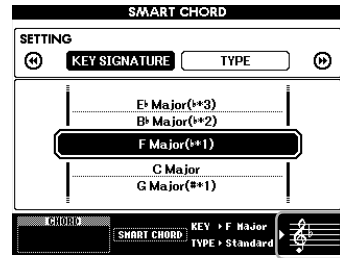 SMART CHORD
SETTING
KEY SIGNATURE TYPE
E♭ Major(♭*3)
B♭ Major(♭*2)
F Major(♭*1)
C Major
G Major(#*1)
CHORD
SMART CHORD
KEY ▸ F Major
TYPE ▸ Standard